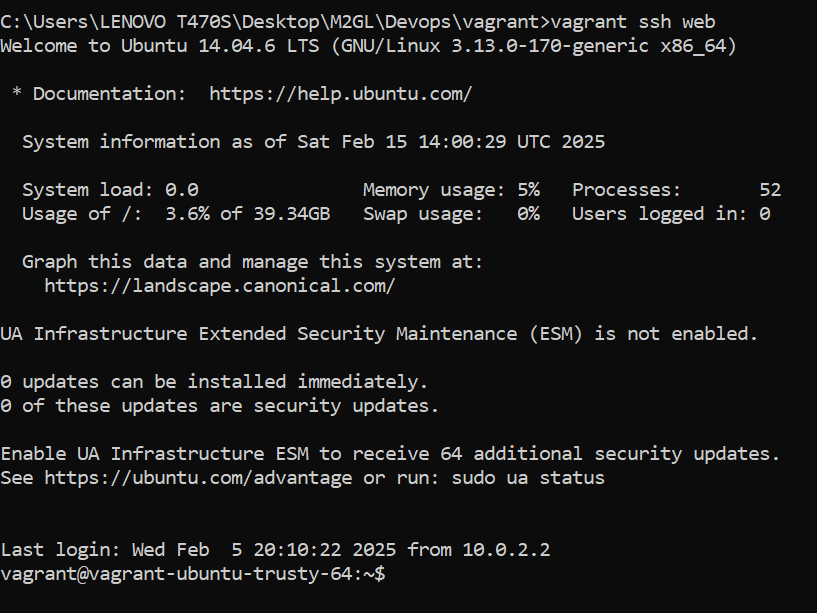 C:\Users\LENOVO T470S\Desktop\M2GL\Devops\vagrant>vagrant ssh web
Welcome to Ubuntu 14.04.6 LTS (GNU/Linux 3.13.0-170-generic x86_64)
* Documentation:  https://help.ubuntu.com/
System information as of Sat Feb 15 14:00:29 UTC 2025
System load: 0.0               Memory usage: 5%   Processes:       52
Usage of /:  3.6% of 39.34GB   Swap usage:   0%   Users logged in: 0
Graph this data and manage this system at:
https://landscape.canonical.com/
UA Infrastructure Extended Security Maintenance (ESM) is not enabled.
0 updates can be installed immediately.
0 of these updates are security updates.
Enable UA Infrastructure ESM to receive 64 additional security updates.
See https://ubuntu.com/advantage or run: sudo ua status
Last login: Wed Feb  5 20:10:22 2025 from 10.0.2.2
vagrant@vagrant-ubuntu-trusty-64:~$